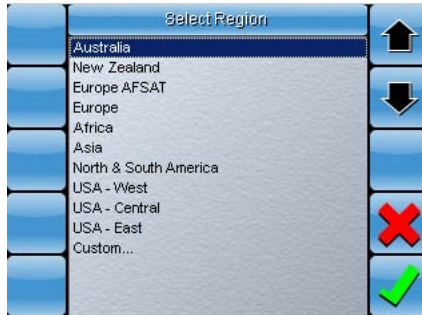 Select Region
Australia
New Zealand
Europe AFSAT
Europe
Africa
Asia
North & South America
USA - West
USA - Central
USA - East
Custom...